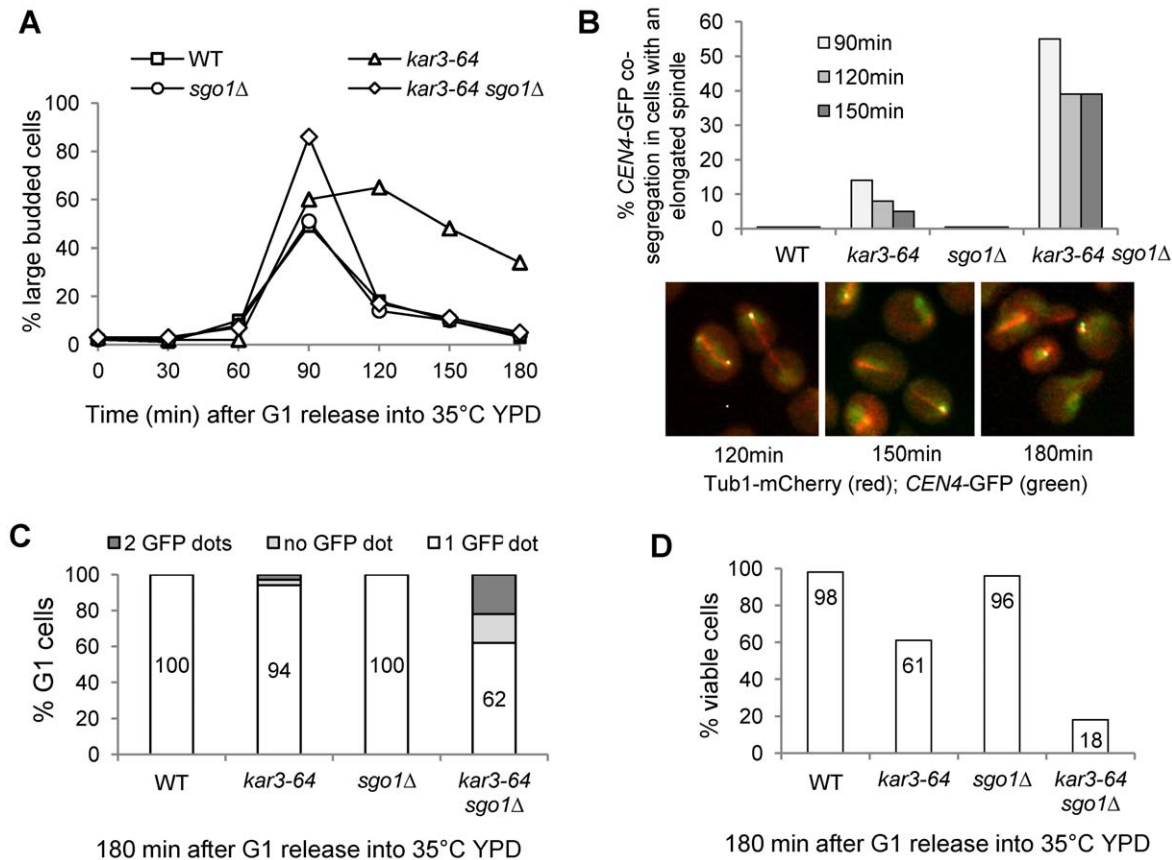 A
WT
kar3-64
sgo1Δ
kar3-64 sgo1Δ
% large budded cells
100
80
60
40
20
0
0 30 60 90 120 150 180
Time (min) after G1 release into 35°C YPD
B
% CEN4-GFP co-
segregation in cells with an
elongated spindle
60
50
40
30
20
10
0
90min
120min
150min
WT kar3-64 sgo1Δ kar3-64 sgo1Δ
120min 150min 180min
Tub1-mCherry (red); CEN4-GFP (green)
C
2 GFP dots no GFP dot 1 GFP dot
% G1 cells
100
80
60
40
20
0
100
94
100
62
WT kar3-64 sgo1Δ kar3-64
sgo1Δ
180 min after G1 release into 35°C YPD
D
% viable cells
100
80
60
40
20
0
98
61
96
18
WT kar3-64 sgo1Δ kar3-64
sgo1Δ
180 min after G1 release into 35°C YPD